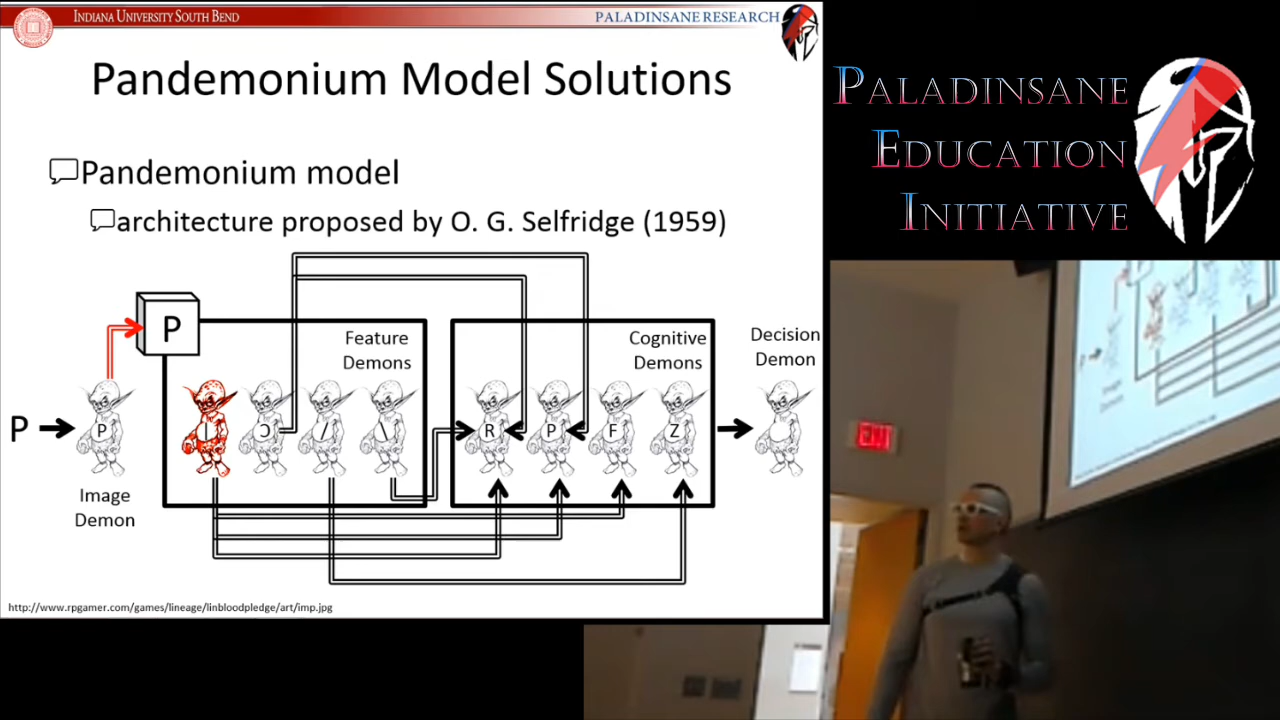 INDIANA UNIVERSITY SOUTH BEND
PALADINSANE RESEARCH
Pandemonium Model Solutions
Pandemonium model
architecture proposed by O. G. Selfridge (1959)
P
Feature
Demons
Cognitive
Demons
Decision
Demon
P
P
|
Ɔ
/
\
R
P
F
Z
Image
Demon
http://www.rpgamer.com/games/lineage/linbloodpledge/art/imp.jpg
PALADINSANE
EDUCATION
INITIATIVE
EXIT